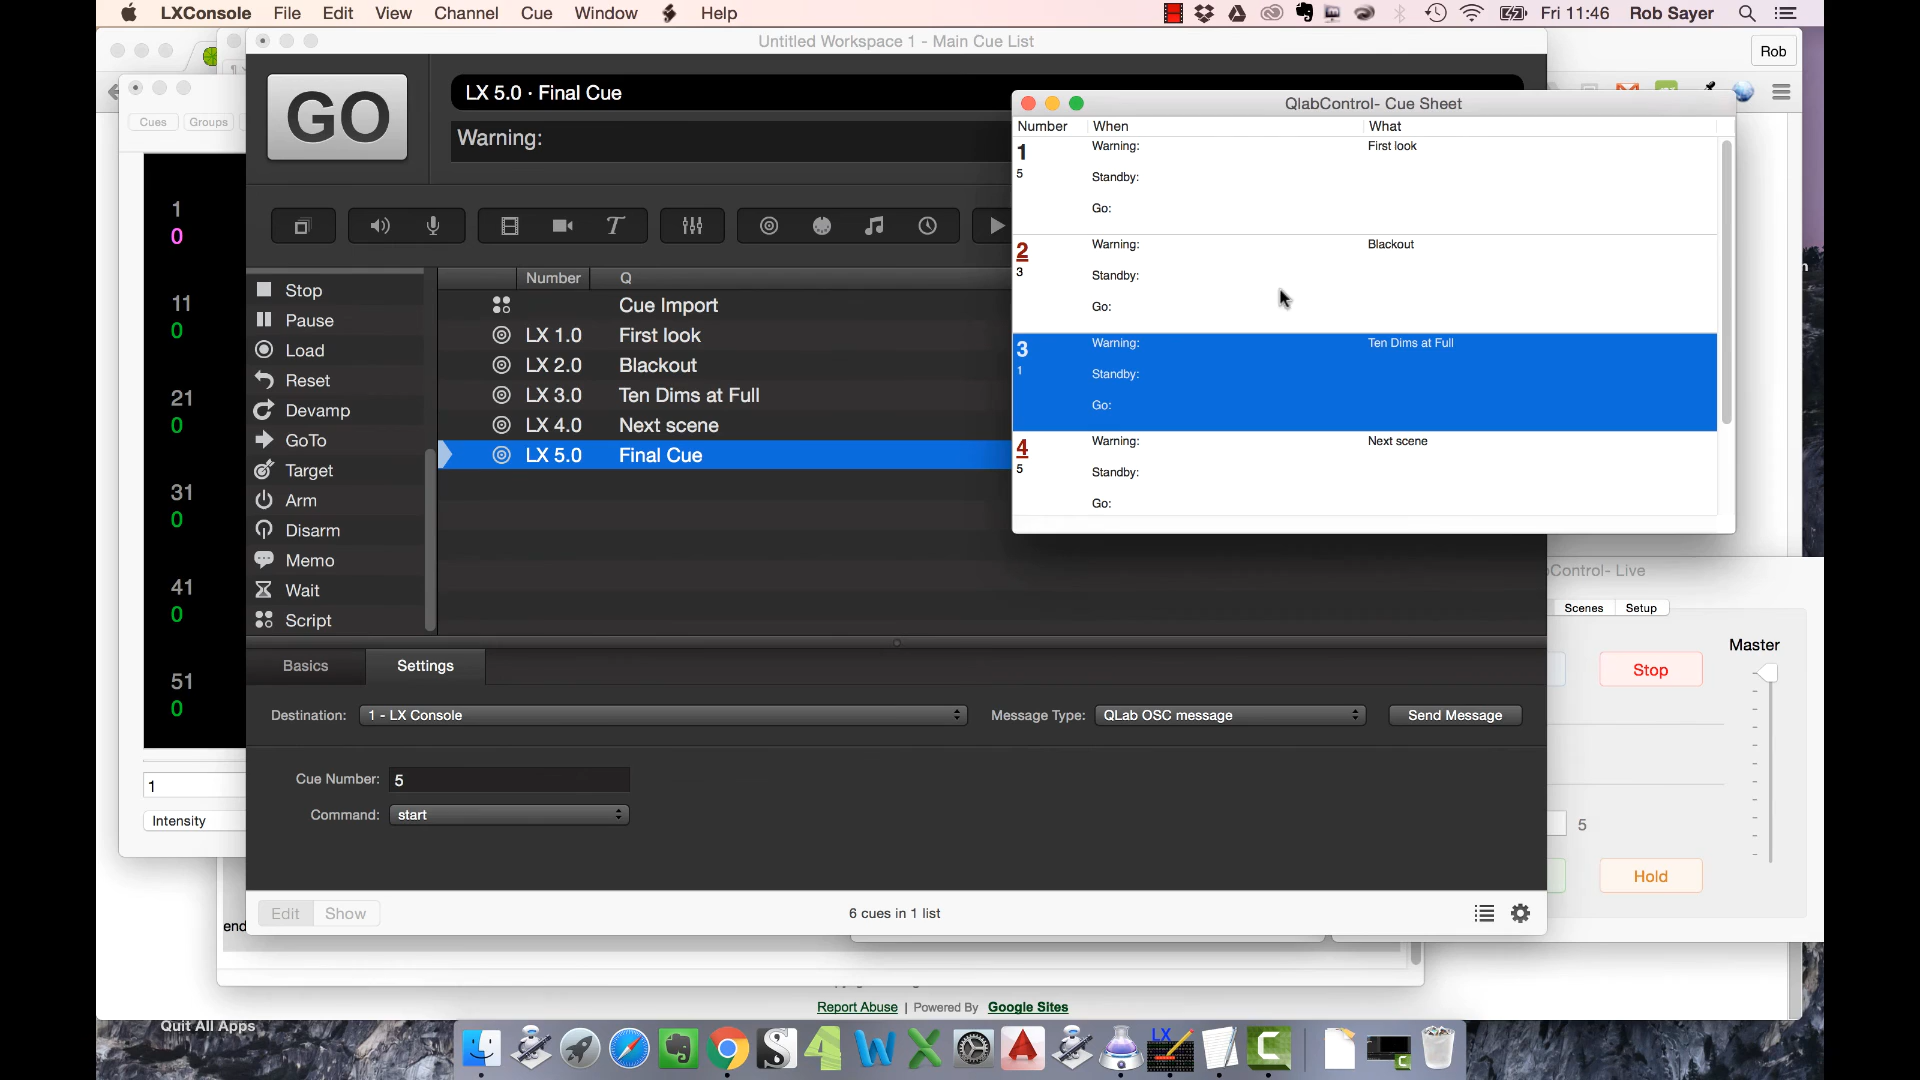 LXConsole File Edit View Channel Cue Window Help Fri 11:46 Rob Sayer
Untitled Workspace 1 - Main Cue List
Rob
GO
LX 5.0 · Final Cue
Warning:
Cues Groups
1
0
11
0
21
0
31
0
41
0
51
0
1
Intensity
Stop
Pause
Load
Reset
Devamp
GoTo
Target
Arm
Disarm
Memo
Wait
Script
Number Q
Cue Import
LX 1.0 First look
LX 2.0 Blackout
LX 3.0 Ten Dims at Full
LX 4.0 Next scene
LX 5.0 Final Cue
QlabControl- Cue Sheet
Number When What
1 Warning: First look
5 Standby:
Go:
2 Warning: Blackout
3 Standby:
Go:
3 Warning: Ten Dims at Full
1 Standby:
Go:
4 Warning: Next scene
5 Standby:
Go:
Control- Live
Scenes Setup
Master
Stop
5
Hold
Basics Settings
Destination: 1 - LX Console Message Type: QLab OSC message Send Message
Cue Number: 5
Command: start
Edit Show 6 cues in 1 list
end
Report Abuse | Powered By Google Sites
Quit All Apps
LX